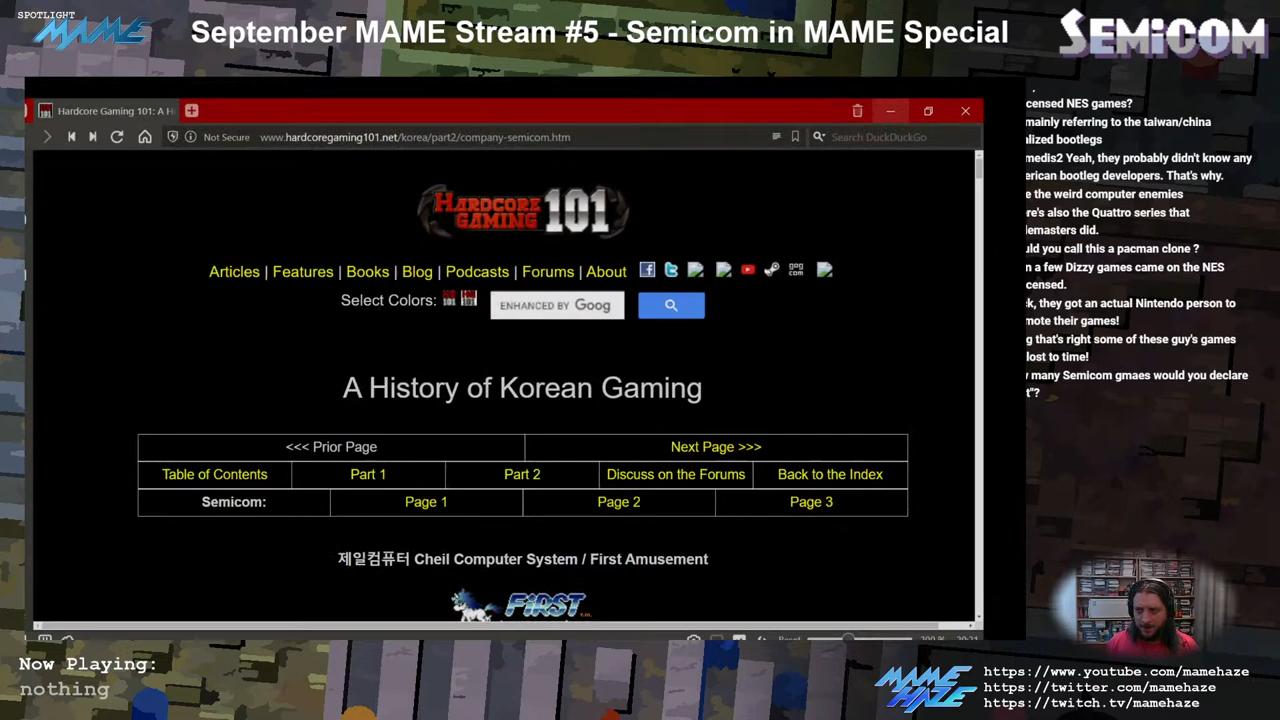 SPOTLIGHT
MAME
September MAME Stream #5 - Semicom in MAME Special
SEMICOM
Hardcore Gaming 101: A H
Not Secure www.hardcoregaming101.net/korea/part2/company-semicom.htm
Search DuckDuckGo
HARDCORE GAMING 101
Articles | Features | Books | Blog | Podcasts | Forums | About
Select Colors:
ENHANCED BY Goog
A History of Korean Gaming
<<< Prior Page Next Page >>>
Table of Contents Part 1 Part 2 Discuss on the Forums Back to the Index
Semicom: Page 1 Page 2 Page 3
제일컴퓨터 Cheil Computer System / First Amusement
FiRST
censed NES games?
mainly referring to the taiwan/china
alized bootlegs
medis2 Yeah, they probably didn't know any
erican bootleg developers. That's why.
e the weird computer enemies
ere's also the Quattro series that
demasters did.
uld you call this a pacman clone ?
n a few Dizzy games came on the NES
censed.
ck, they got an actual Nintendo person to
mote their games!
g that's right some of these guy's games
lost to time!
y many Semicom gmaes would you declare
t"?
Now Playing:
nothing
MAME
HAZE
https://www.youtube.com/mamehaze
https://twitter.com/mamehaze
https://twitch.tv/mamehaze